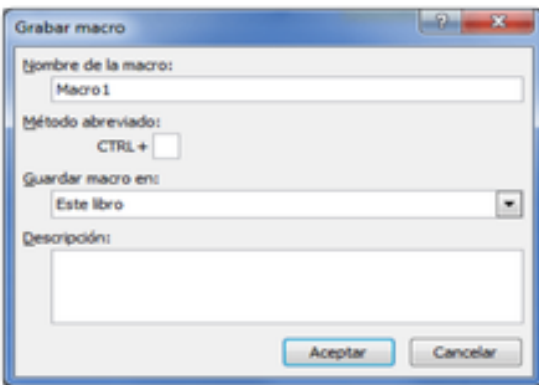 Grabar macro
Nombre de la macro:
Macro1
Método abreviado:
CTRL+
Guardar macro en:
Este libro
Descripción:
Aceptar Cancelar